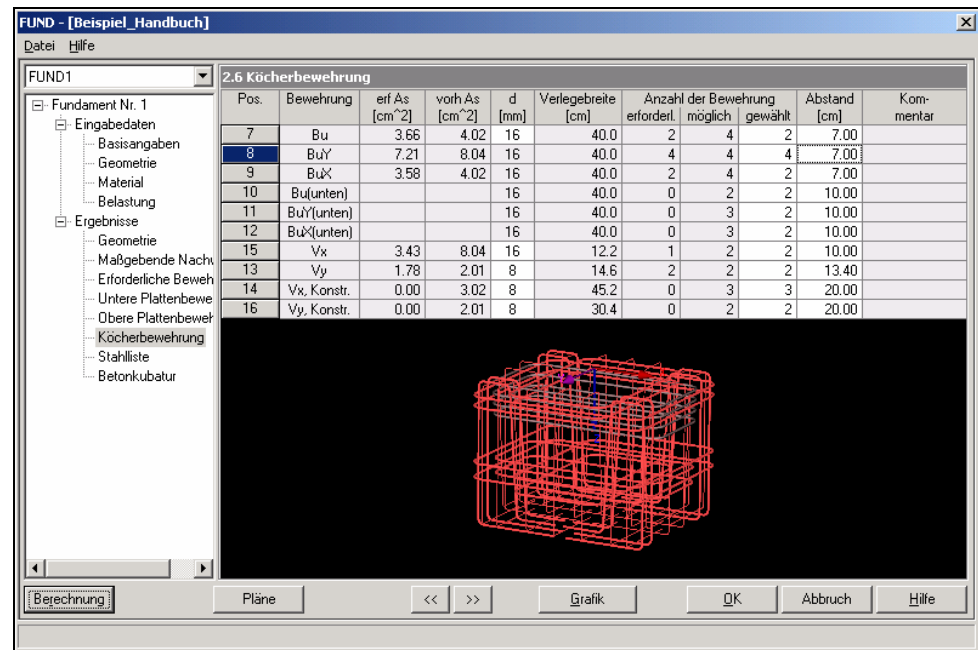 FUND - [Beispiel_Handbuch]
Datei Hilfe
FUND1
Fundament Nr. 1
Eingabedaten
Basisangaben
Geometrie
Material
Belastung
Ergebnisse
Geometrie
Maßgebende Nachw
Erforderliche Beweh
Untere Plattenbewe
Obere Plattenbeweh
Köcherbewehrung
Stahlliste
Betonkubatur
2.6 Köcherbewehrung
Pos. Bewehrung erf As vorh As d Verlegebreite Anzahl der Bewehrung Abstand Kom-
[cm^2] [cm^2] [mm] [cm] erforderl. möglich gewählt [cm] mentar
7 Bu 3.66 4.02 16 40.0 2 4 2 7.00
8 BuY 7.21 8.04 16 40.0 4 4 4 7.00
9 BuX 3.58 4.02 16 40.0 2 4 2 7.00
10 Bu(unten) 16 40.0 0 2 2 10.00
11 BuY(unten) 16 40.0 0 3 2 10.00
12 BuX(unten) 16 40.0 0 3 2 10.00
15 Vx 3.43 8.04 16 12.2 1 2 2 10.00
13 Vy 1.78 2.01 8 14.6 2 2 2 13.40
14 Vx, Konstr. 0.00 3.02 8 45.2 0 3 3 20.00
16 Vy, Konstr. 0.00 2.01 8 30.4 0 2 2 20.00
Berechnung Pläne << >> Grafik OK Abbruch Hilfe